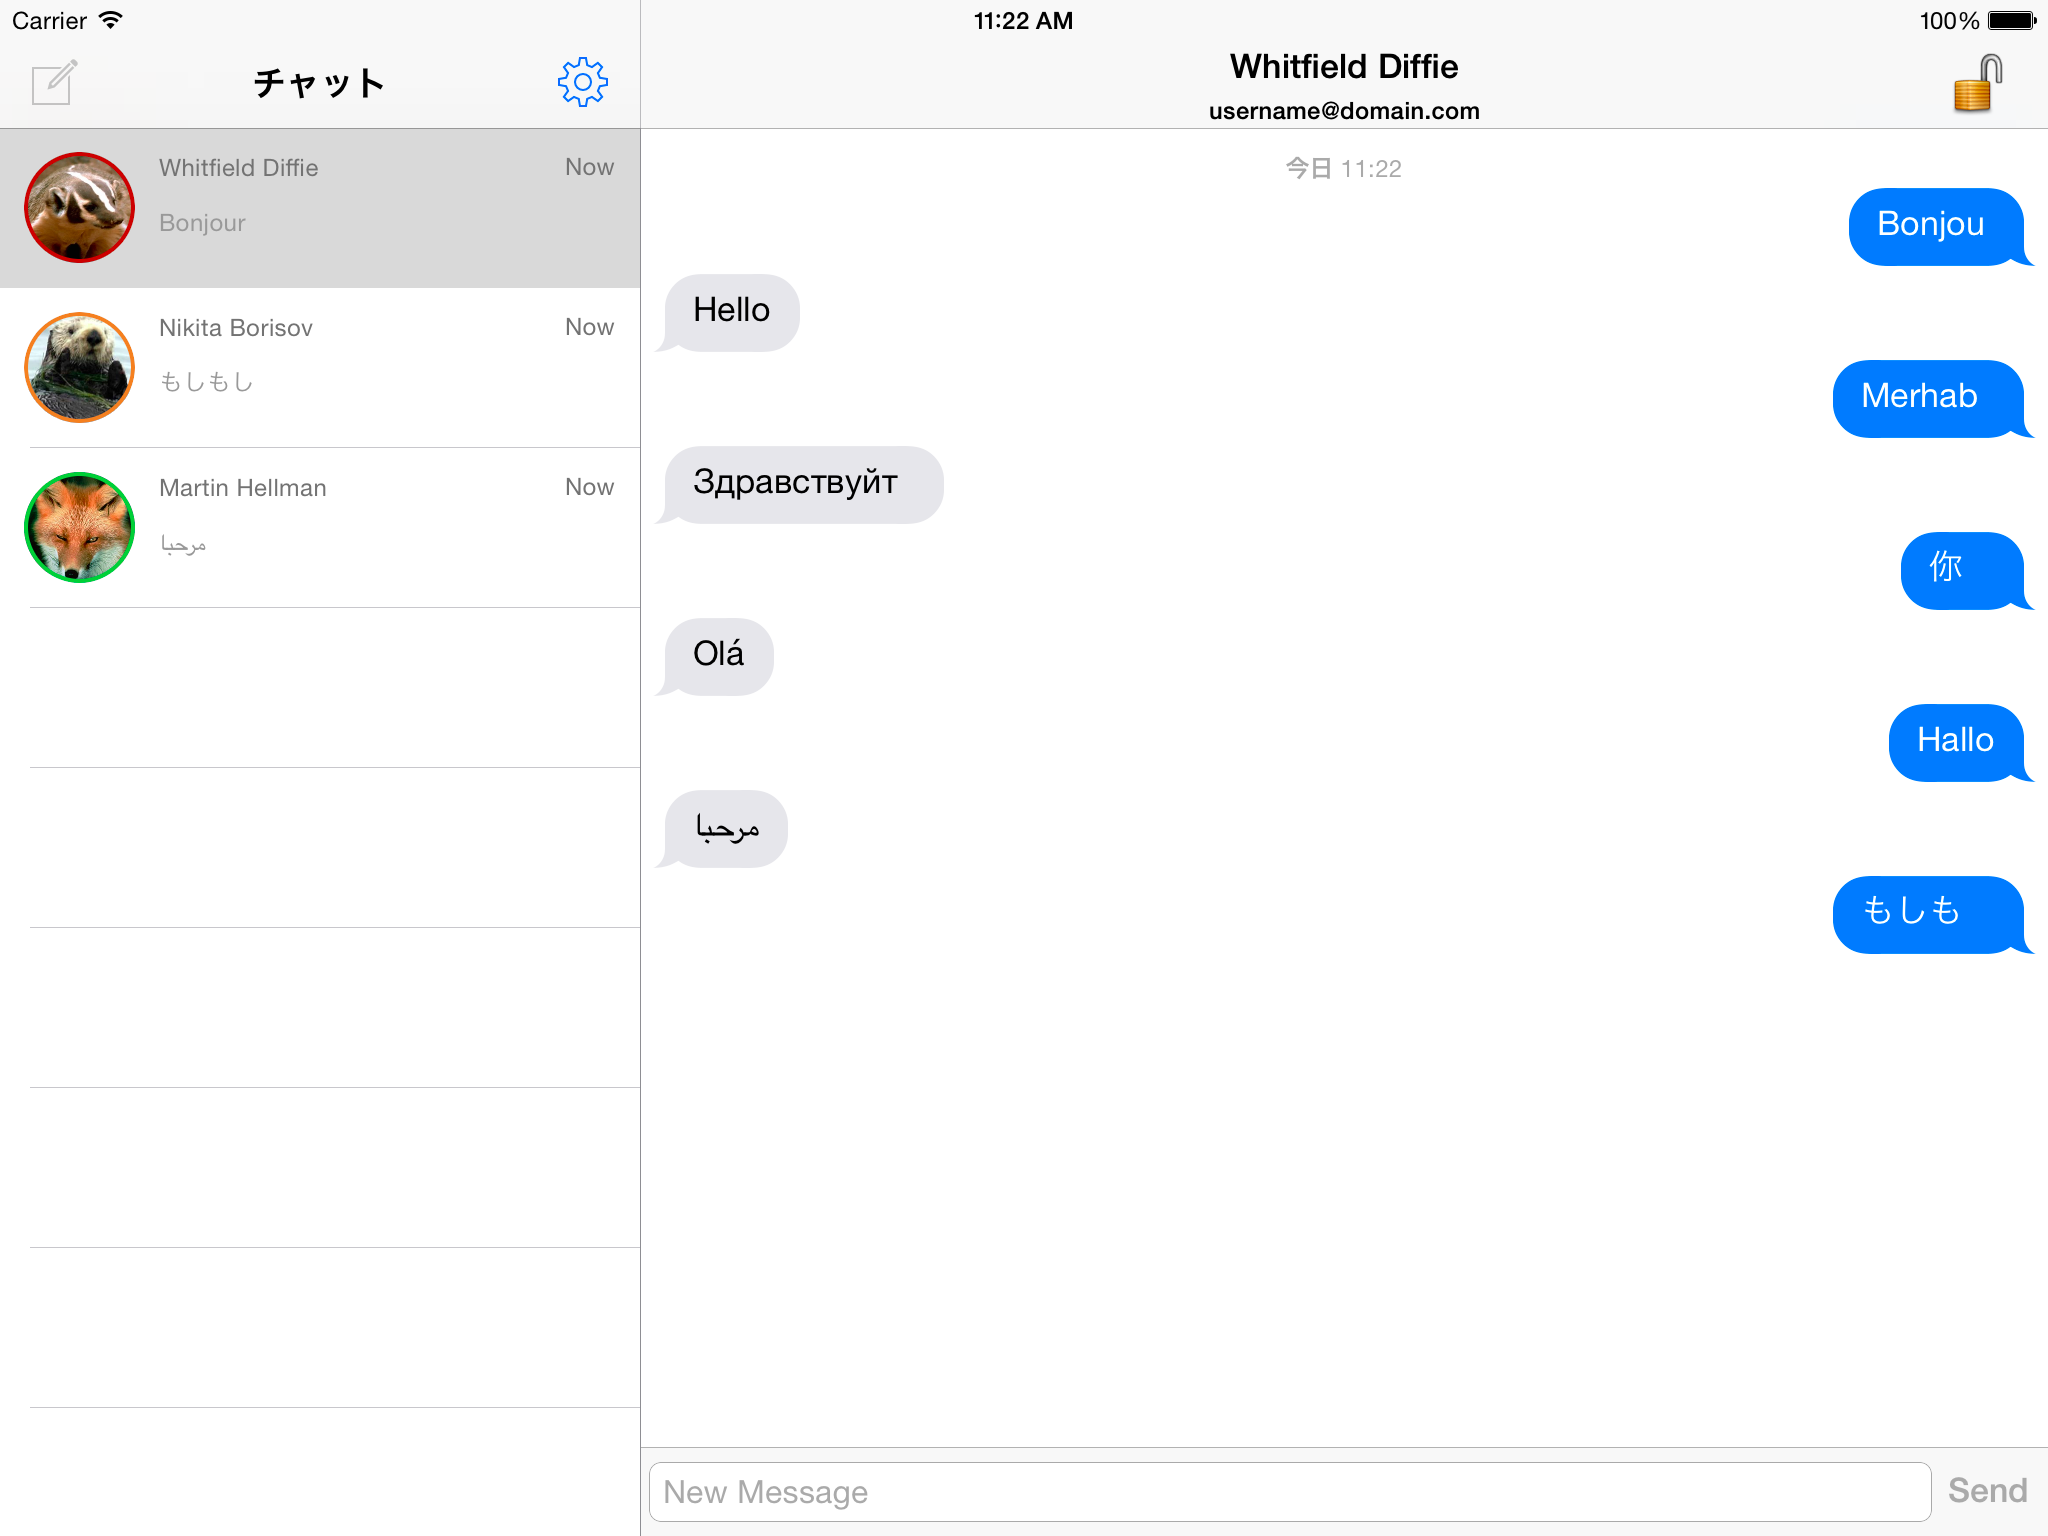 Carrier
11:22 AM
100%
チャット
Whitfield Diffie
username@domain.com
Whitfield Diffie
Now
Bonjour
Nikita Borisov
Now
もしもし
Martin Hellman
Now
مرحبا
今日 11:22
Bonjou
Hello
Merhab
Здравствуйт
你
Olá
Hallo
مرحبا
もしも
New Message
Send